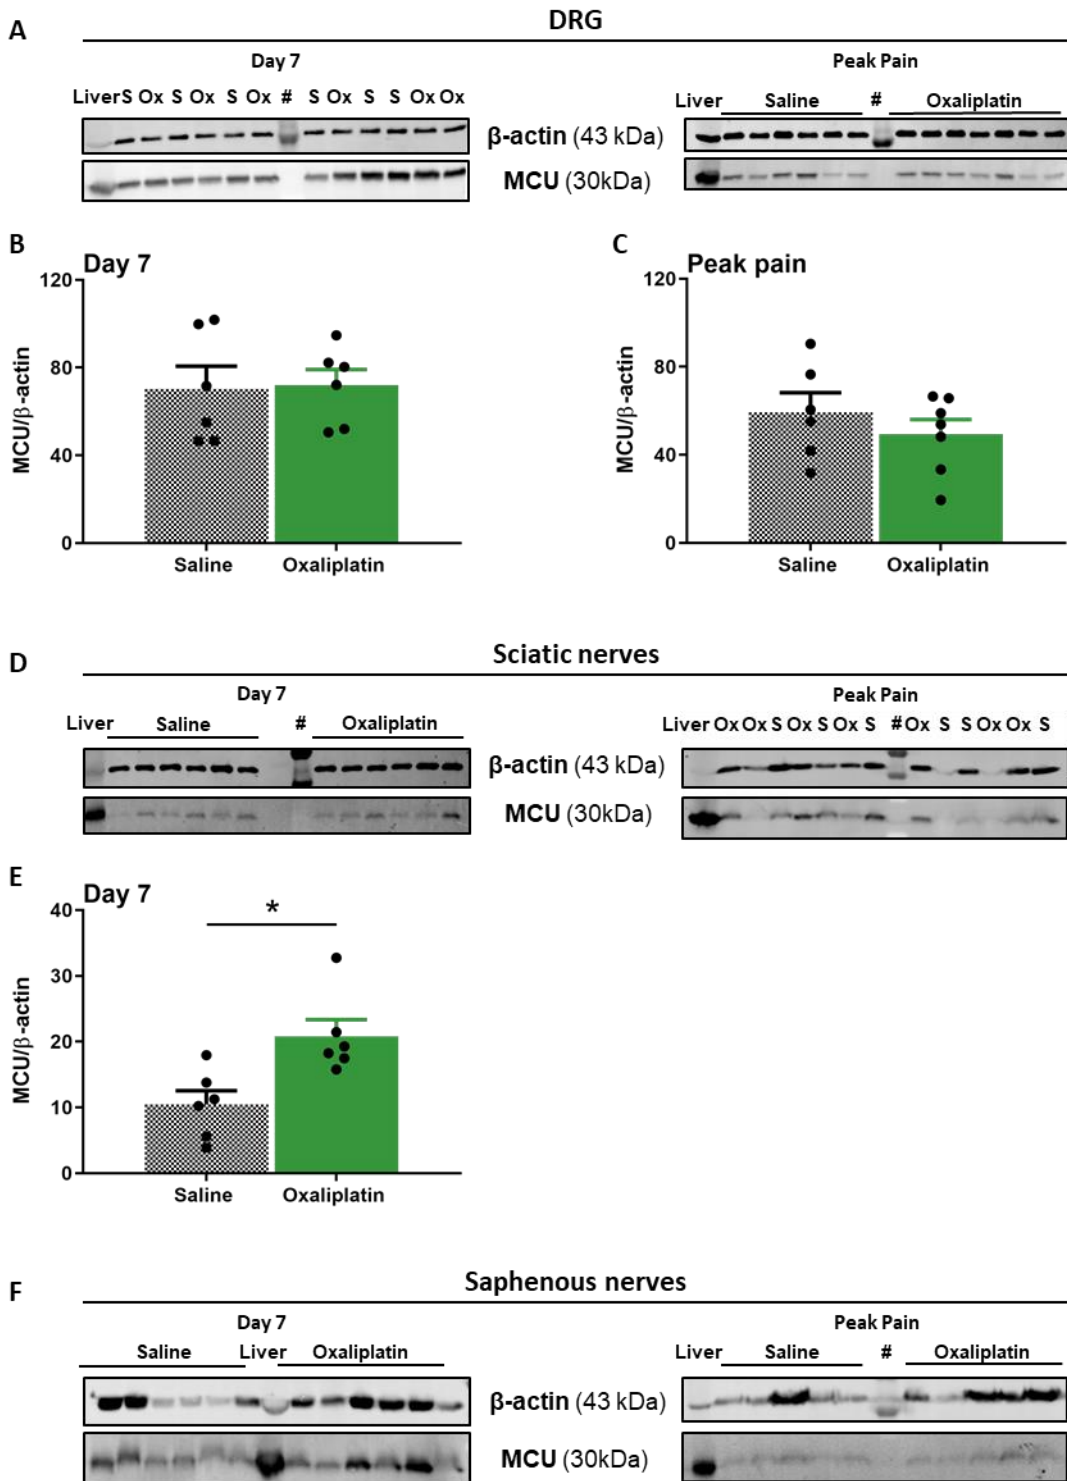 A
DRG
Day 7
Peak Pain
Liver S Ox S Ox S Ox # S Ox S S Ox Ox
Liver Saline # Oxaliplatin
β-actin (43 kDa)
MCU (30kDa)
B
Day 7
120
80
40
0
MCU/β-actin
Saline
Oxaliplatin
C
Peak pain
120
80
40
0
MCU/β-actin
Saline
Oxaliplatin
D
Sciatic nerves
Day 7
Peak Pain
Liver Saline # Oxaliplatin
Liver Ox Ox S Ox S Ox S # Ox S S Ox Ox S
β-actin (43 kDa)
MCU (30kDa)
E
Day 7
*
40
30
20
10
0
MCU/β-actin
Saline
Oxaliplatin
F
Saphenous nerves
Day 7
Peak Pain
Saline Liver Oxaliplatin
Liver Saline # Oxaliplatin
β-actin (43 kDa)
MCU (30kDa)